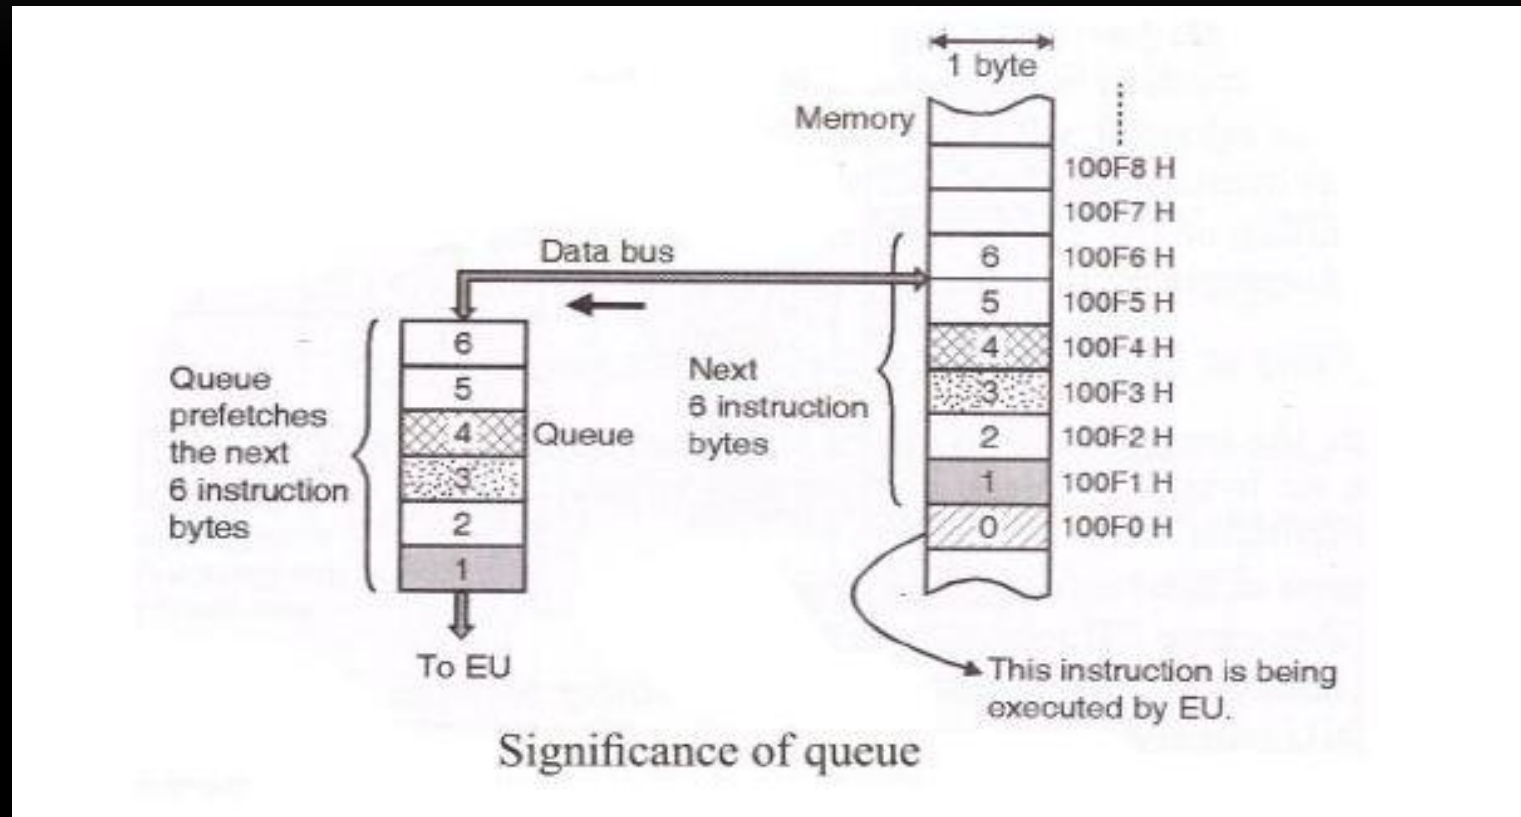 1 byte
Memory
100F8 H
100F7 H
6 100F6 H
5 100F5 H
4 100F4 H
3 100F3 H
2 100F2 H
1 100F1 H
0 100F0 H
Data bus
6
5
4
3
2
1
Queue
Queue
prefetches
the next
6 instruction
bytes
Next
6 instruction
bytes
To EU
This instruction is being
executed by EU.
Significance of queue